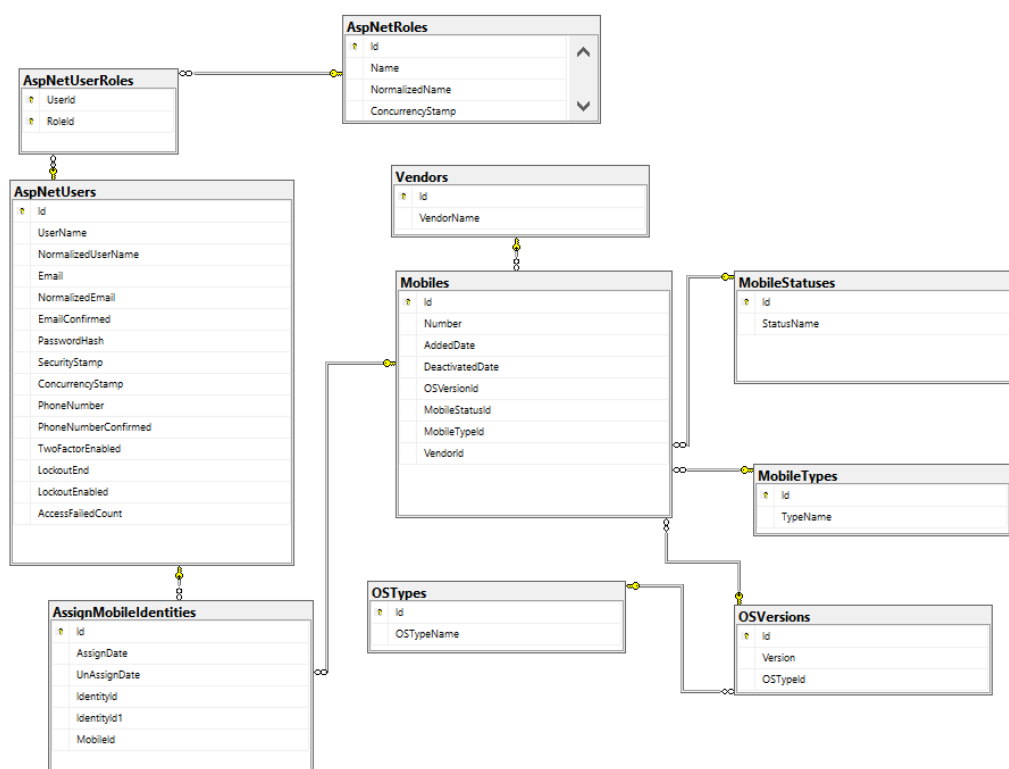 AspNetRoles
Id
Name
NormalizedName
ConcurrencyStamp
AspNetUserRoles
UserId
RoleId
AspNetUsers
Id
UserName
NormalizedUserName
Email
NormalizedEmail
EmailConfirmed
PasswordHash
SecurityStamp
ConcurrencyStamp
PhoneNumber
PhoneNumberConfirmed
TwoFactorEnabled
LockoutEnd
LockoutEnabled
AccessFailedCount
Vendors
Id
VendorName
Mobiles
Id
Number
AddedDate
DeactivatedDate
OSVersionId
MobileStatusId
MobileTypeId
VendorId
MobileStatuses
Id
StatusName
MobileTypes
Id
TypeName
OSTypes
Id
OSTypeName
OSVersions
Id
Version
OSTypeId
AssignMobileIdentities
Id
AssignDate
UnAssignDate
IdentityId
IdentityId1
MobileId